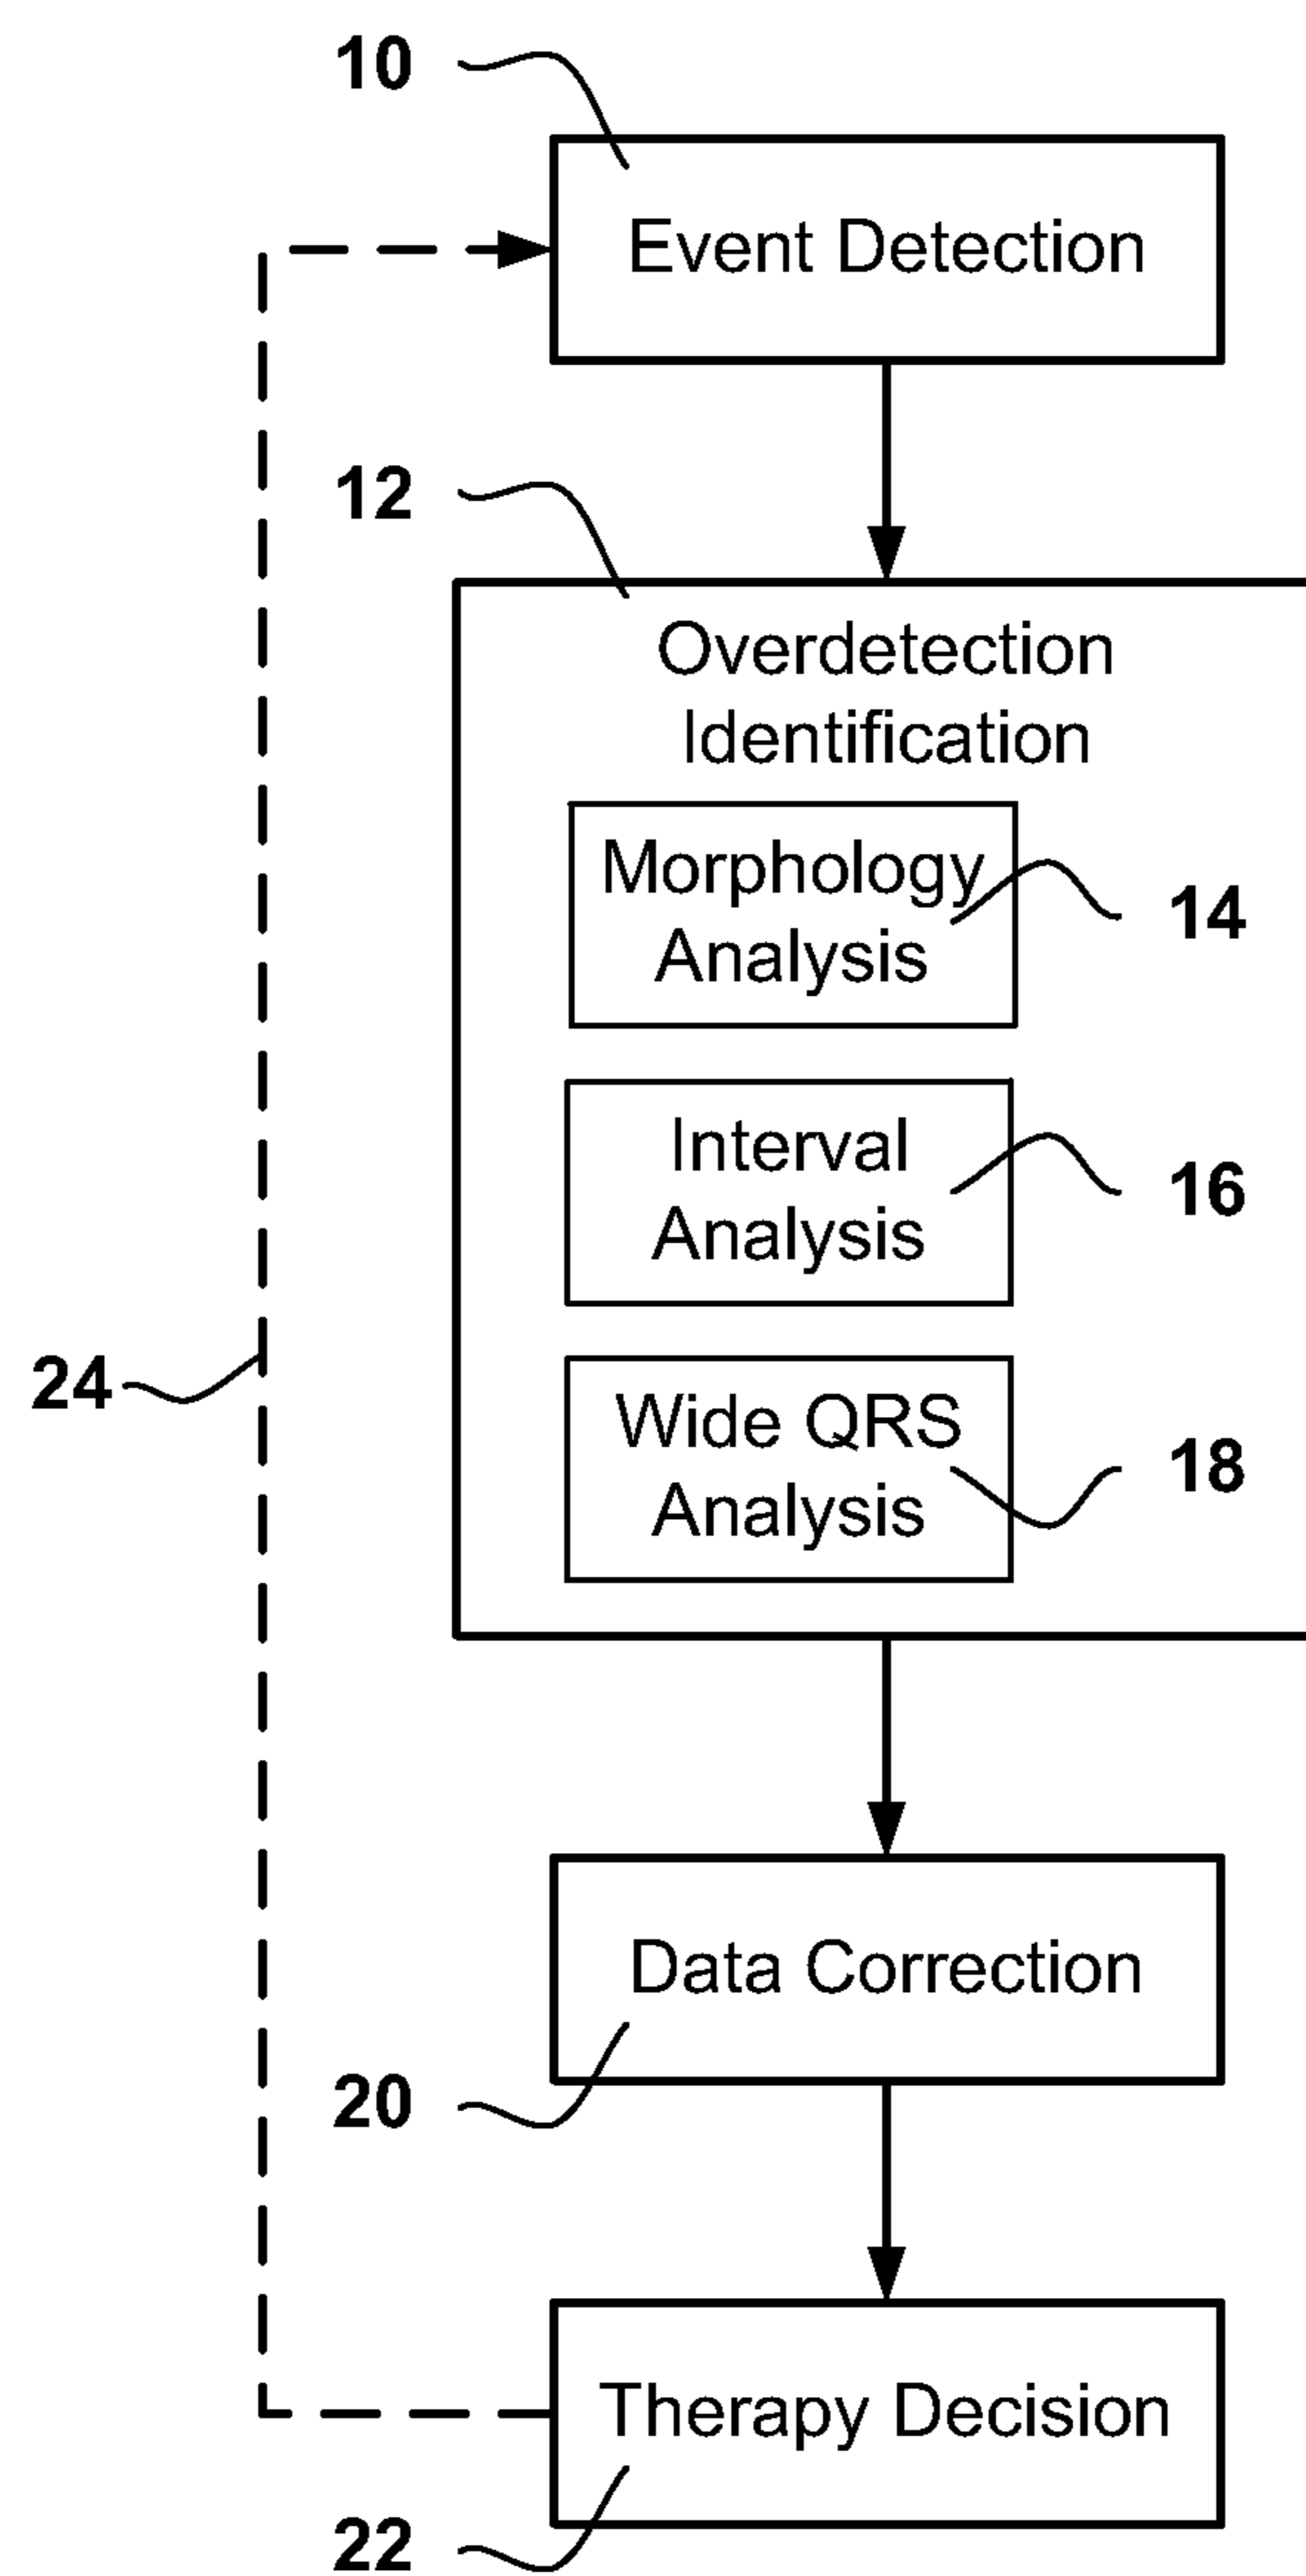 10
Event Detection
12
Overdetection
Identification
Morphology
Analysis
14
Interval
Analysis
16
Wide QRS
Analysis
18
24
Data Correction
20
Therapy Decision
22